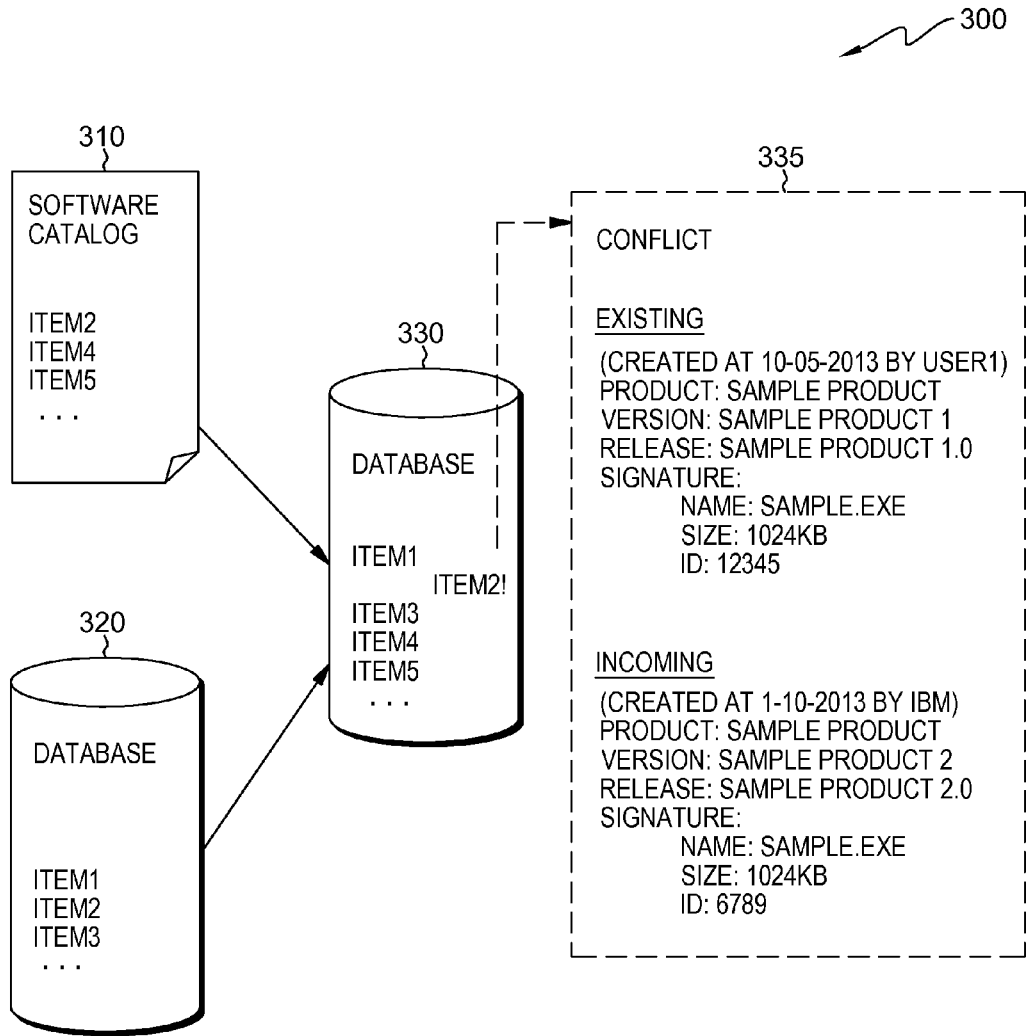 300
310
SOFTWARE
CATALOG
ITEM2
ITEM4
ITEM5
. . .
320
DATABASE
ITEM1
ITEM2
ITEM3
. . .
330
DATABASE
ITEM1
ITEM2!
ITEM3
ITEM4
ITEM5
. . .
335
CONFLICT
EXISTING
(CREATED AT 10-05-2013 BY USER1)
PRODUCT: SAMPLE PRODUCT
VERSION: SAMPLE PRODUCT 1
RELEASE: SAMPLE PRODUCT 1.0
SIGNATURE:
NAME: SAMPLE.EXE
SIZE: 1024KB
ID: 12345
INCOMING
(CREATED AT 1-10-2013 BY IBM)
PRODUCT: SAMPLE PRODUCT
VERSION: SAMPLE PRODUCT 2
RELEASE: SAMPLE PRODUCT 2.0
SIGNATURE:
NAME: SAMPLE.EXE
SIZE: 1024KB
ID: 6789